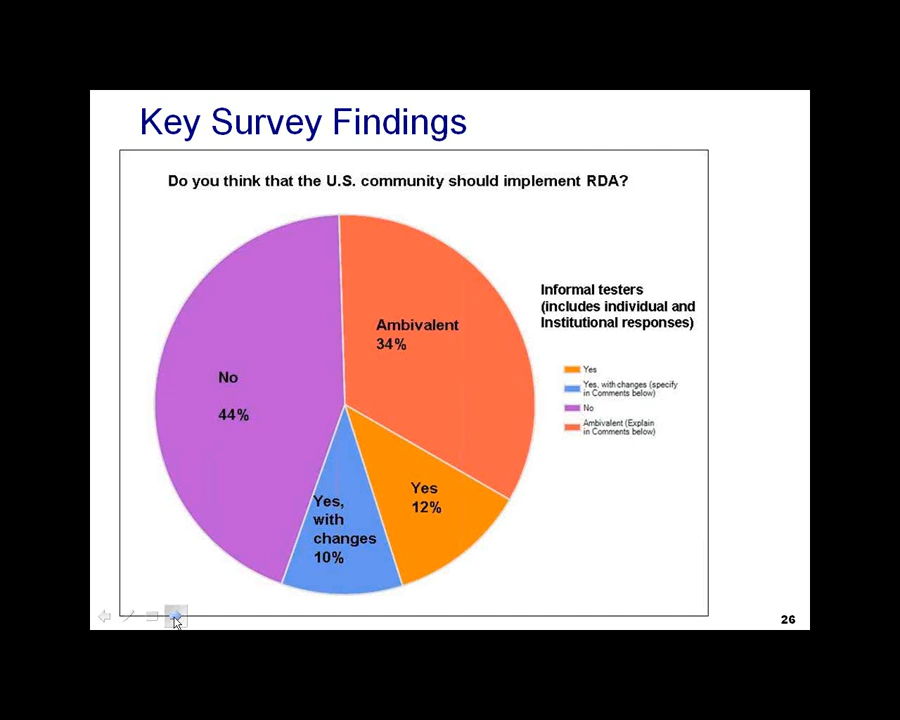 Key Survey Findings
Do you think that the U.S. community should implement RDA?
Informal testers
(includes individual and
Institutional responses)
Ambivalent
34%
No
44%
Yes
Yes, with changes (specify
in Comments below)
No
Ambivalent (Explain
in Comments below)
Yes
12%
Yes,
with
changes
10%
26